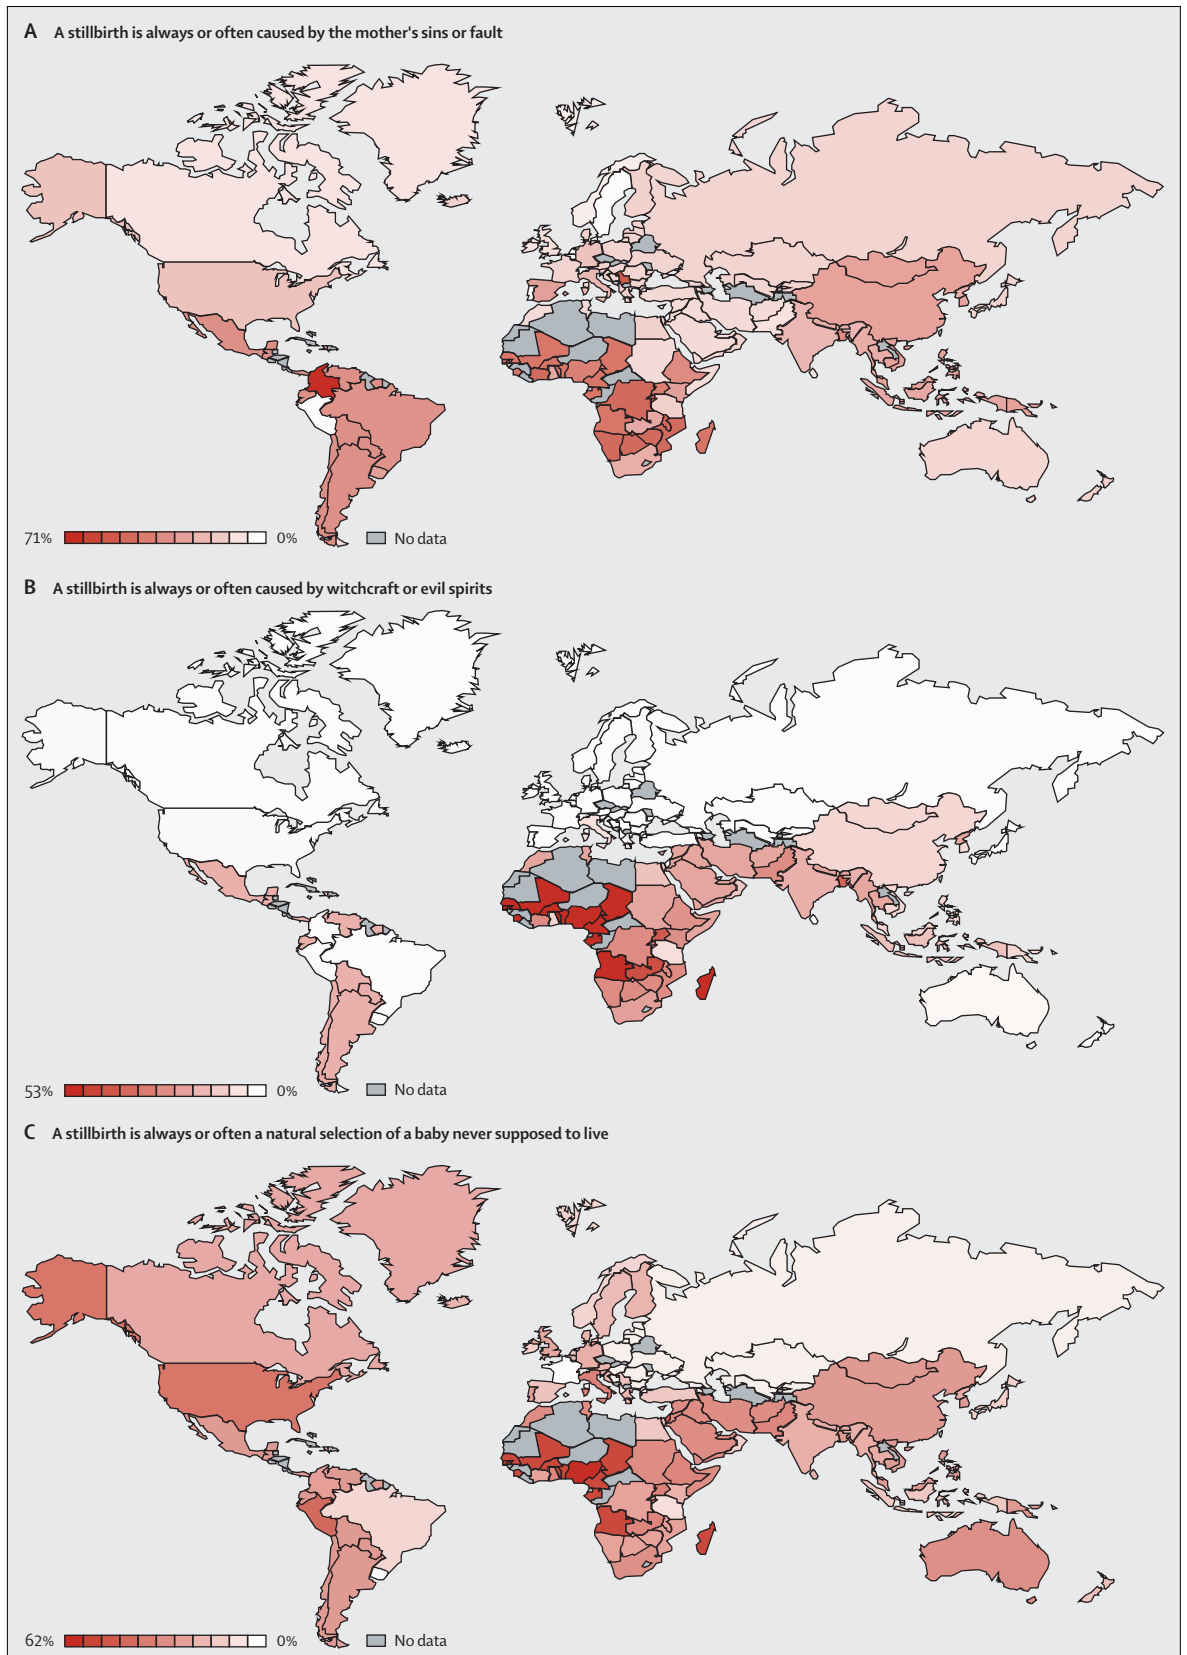 A A stillbirth is always or often caused by the mother's sins or fault
71% 0% No data
B A stillbirth is always or often caused by witchcraft or evil spirits
53% 0% No data
C A stillbirth is always or often a natural selection of a baby never supposed to live
62% 0% No data